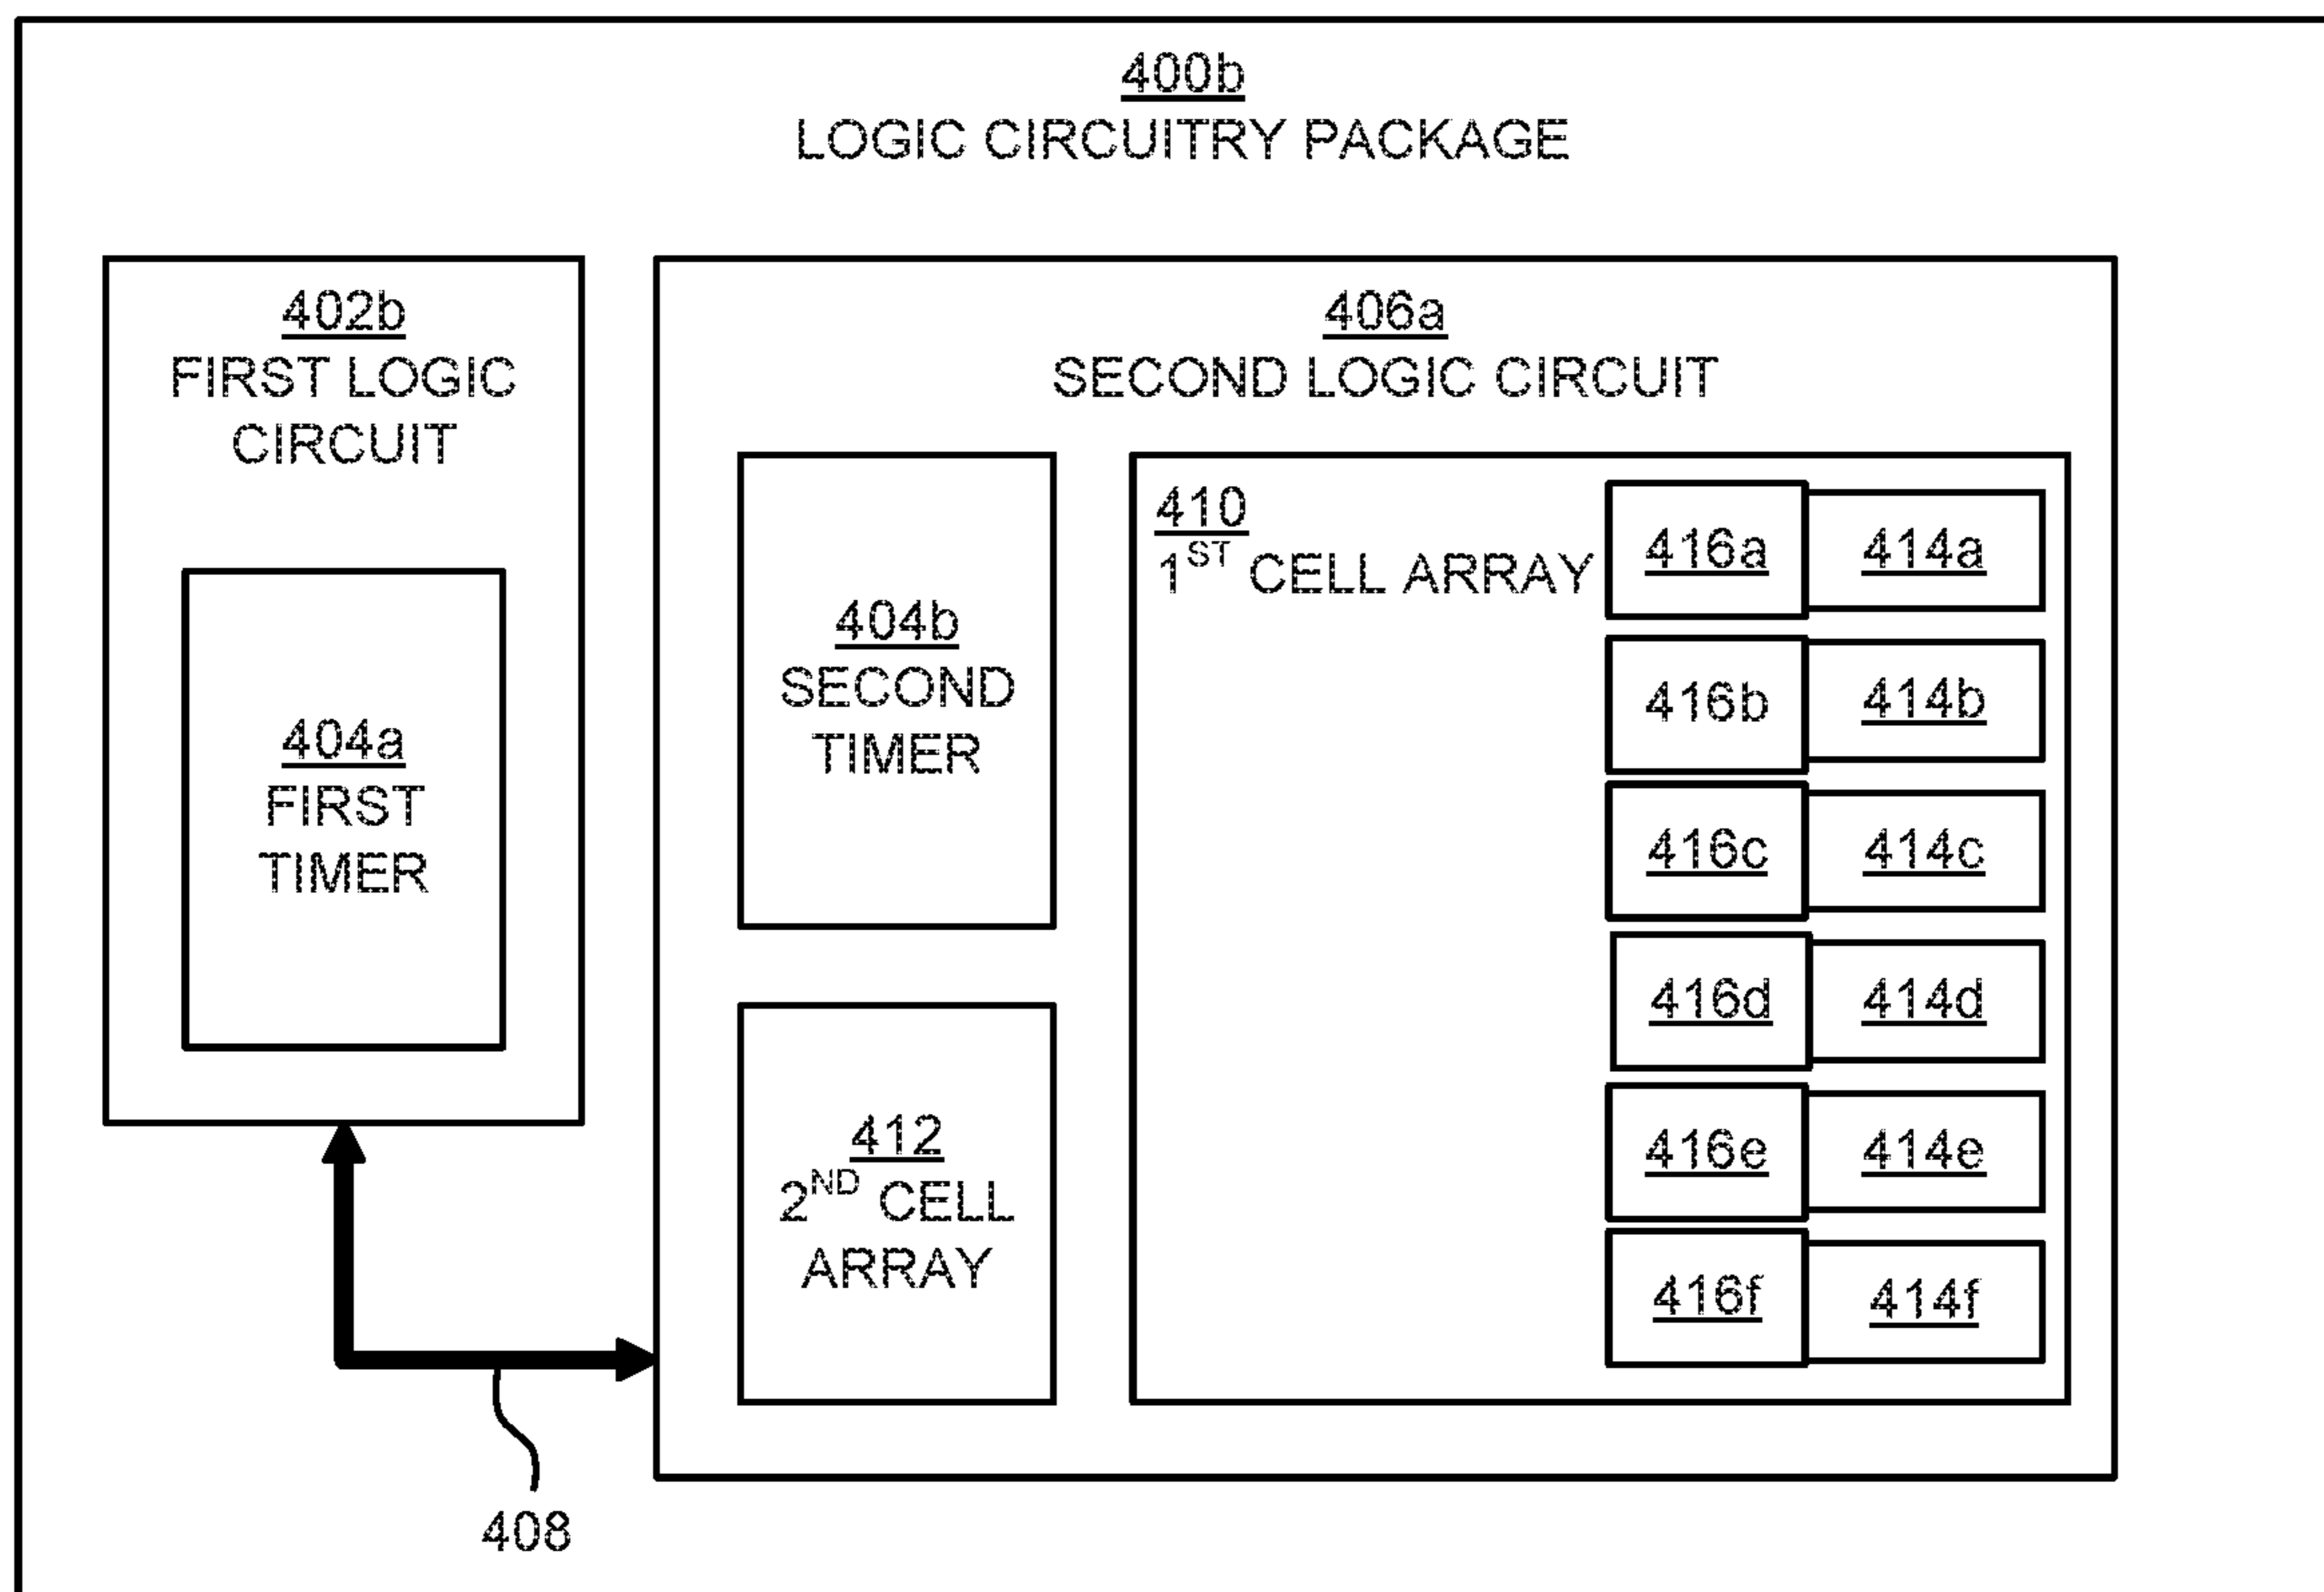 400b
LOGIC CIRCUITRY PACKAGE
402b
FIRST LOGIC
CIRCUIT
404a
FIRST
TIMER
406a
SECOND LOGIC CIRCUIT
404b
SECOND
TIMER
412
2ND CELL
ARRAY
410
1ST CELL ARRAY
416a 414a
416b 414b
416c 414c
416d 414d
416e 414e
416f 414f
408